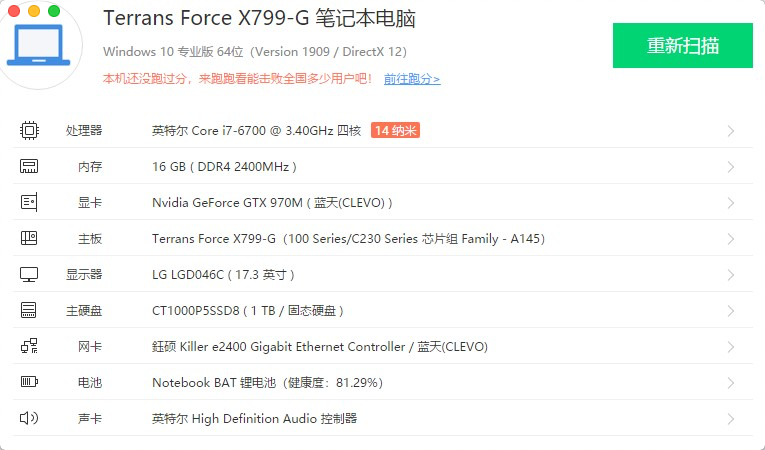 Terrans Force X799-G 笔记本电脑
Windows 10 专业版 64位（Version 1909 / DirectX 12）
重新扫描
本机还没跑过分，来跑跑看能击败全国多少用户吧！ 前往跑分>
处理器 英特尔 Core i7-6700 @ 3.40GHz 四核 14 纳米
内存 16 GB ( DDR4 2400MHz )
显卡 Nvidia GeForce GTX 970M ( 蓝天(CLEVO) )
主板 Terrans Force X799-G（100 Series/C230 Series 芯片组 Family - A145）
显示器 LG LGD046C ( 17.3 英寸 )
主硬盘 CT1000P5SSD8 ( 1 TB / 固态硬盘 )
网卡 鈺硕 Killer e2400 Gigabit Ethernet Controller / 蓝天(CLEVO)
电池 Notebook BAT 锂电池（健康度：81.29%）
声卡 英特尔 High Definition Audio 控制器